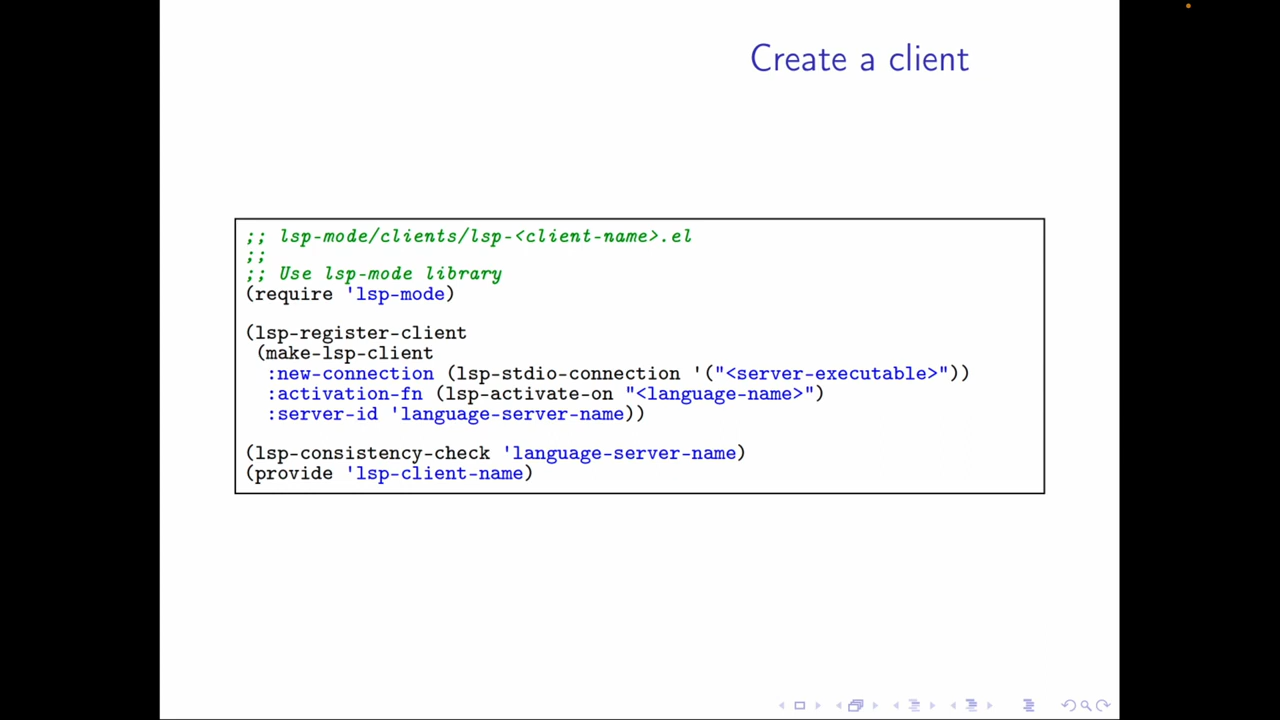 Create a client
;; lsp-mode/clients/lsp-<client-name>.el
;;
;; Use lsp-mode library
(require 'lsp-mode)
(lsp-register-client
(make-lsp-client
:new-connection (lsp-stdio-connection '("<server-executable>"))
:activation-fn (lsp-activate-on "<language-name>")
:server-id 'language-server-name))
(lsp-consistency-check 'language-server-name)
(provide 'lsp-client-name)